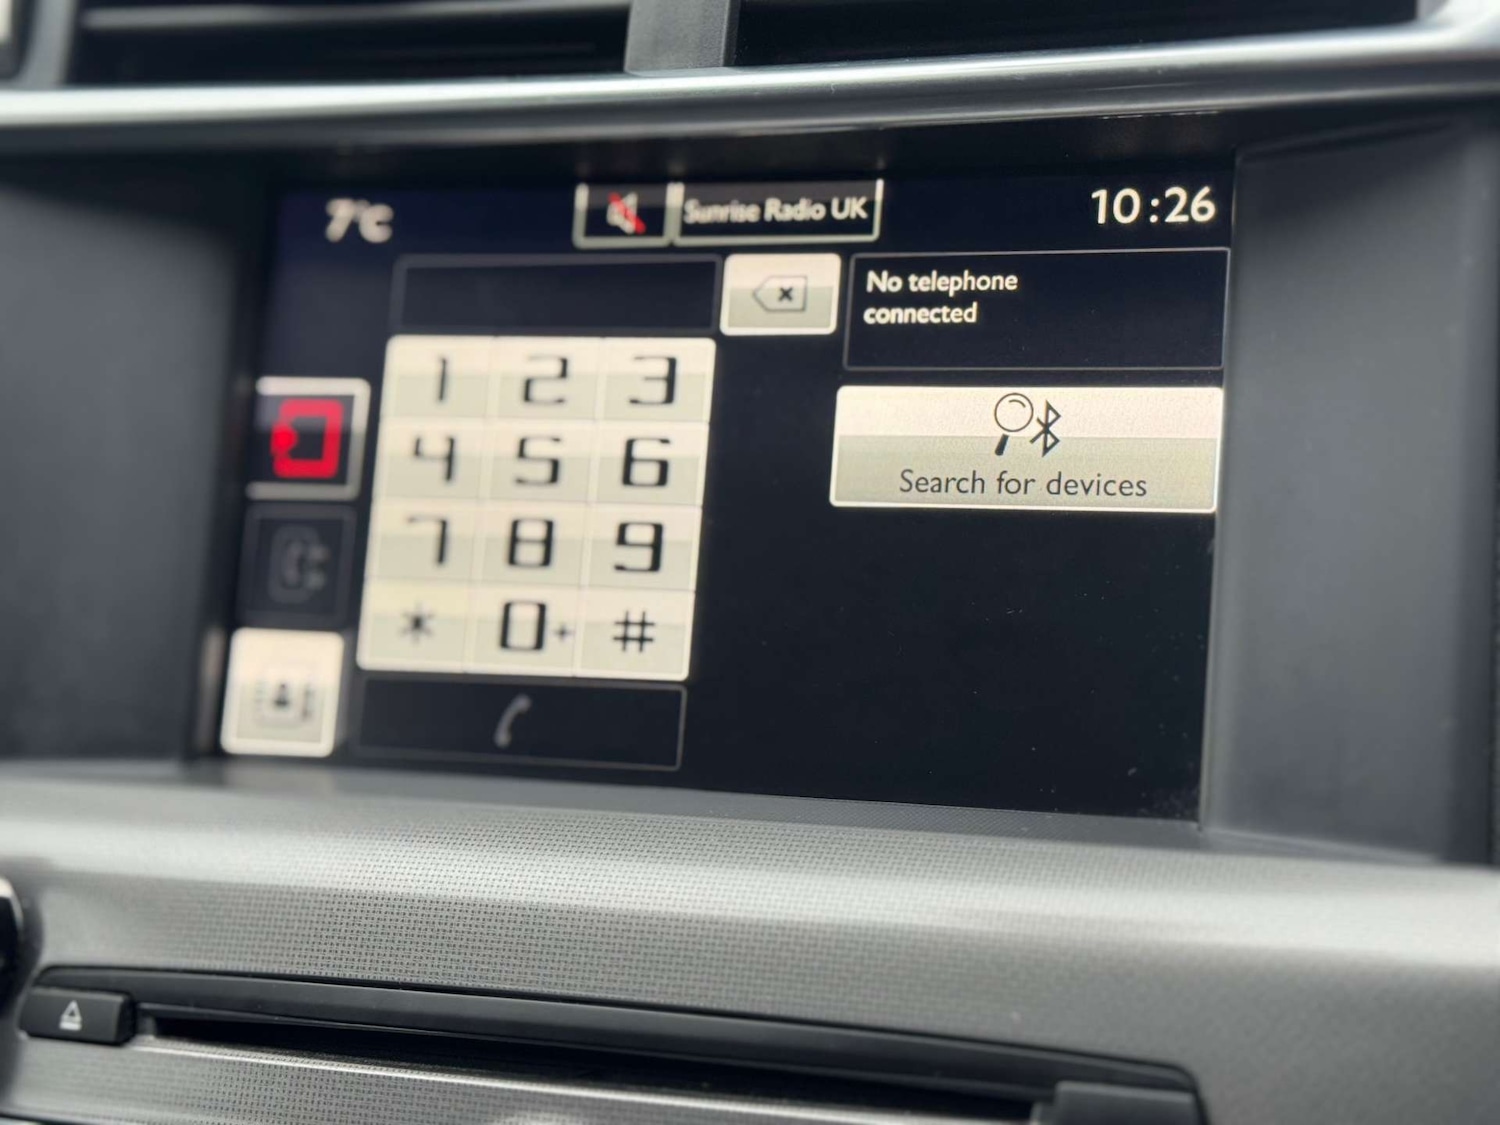 7°C
Sunrise Radio UK
10:26
No telephone
connected
1 2 3
4 5 6
7 8 9
* 0+ #
Search for devices